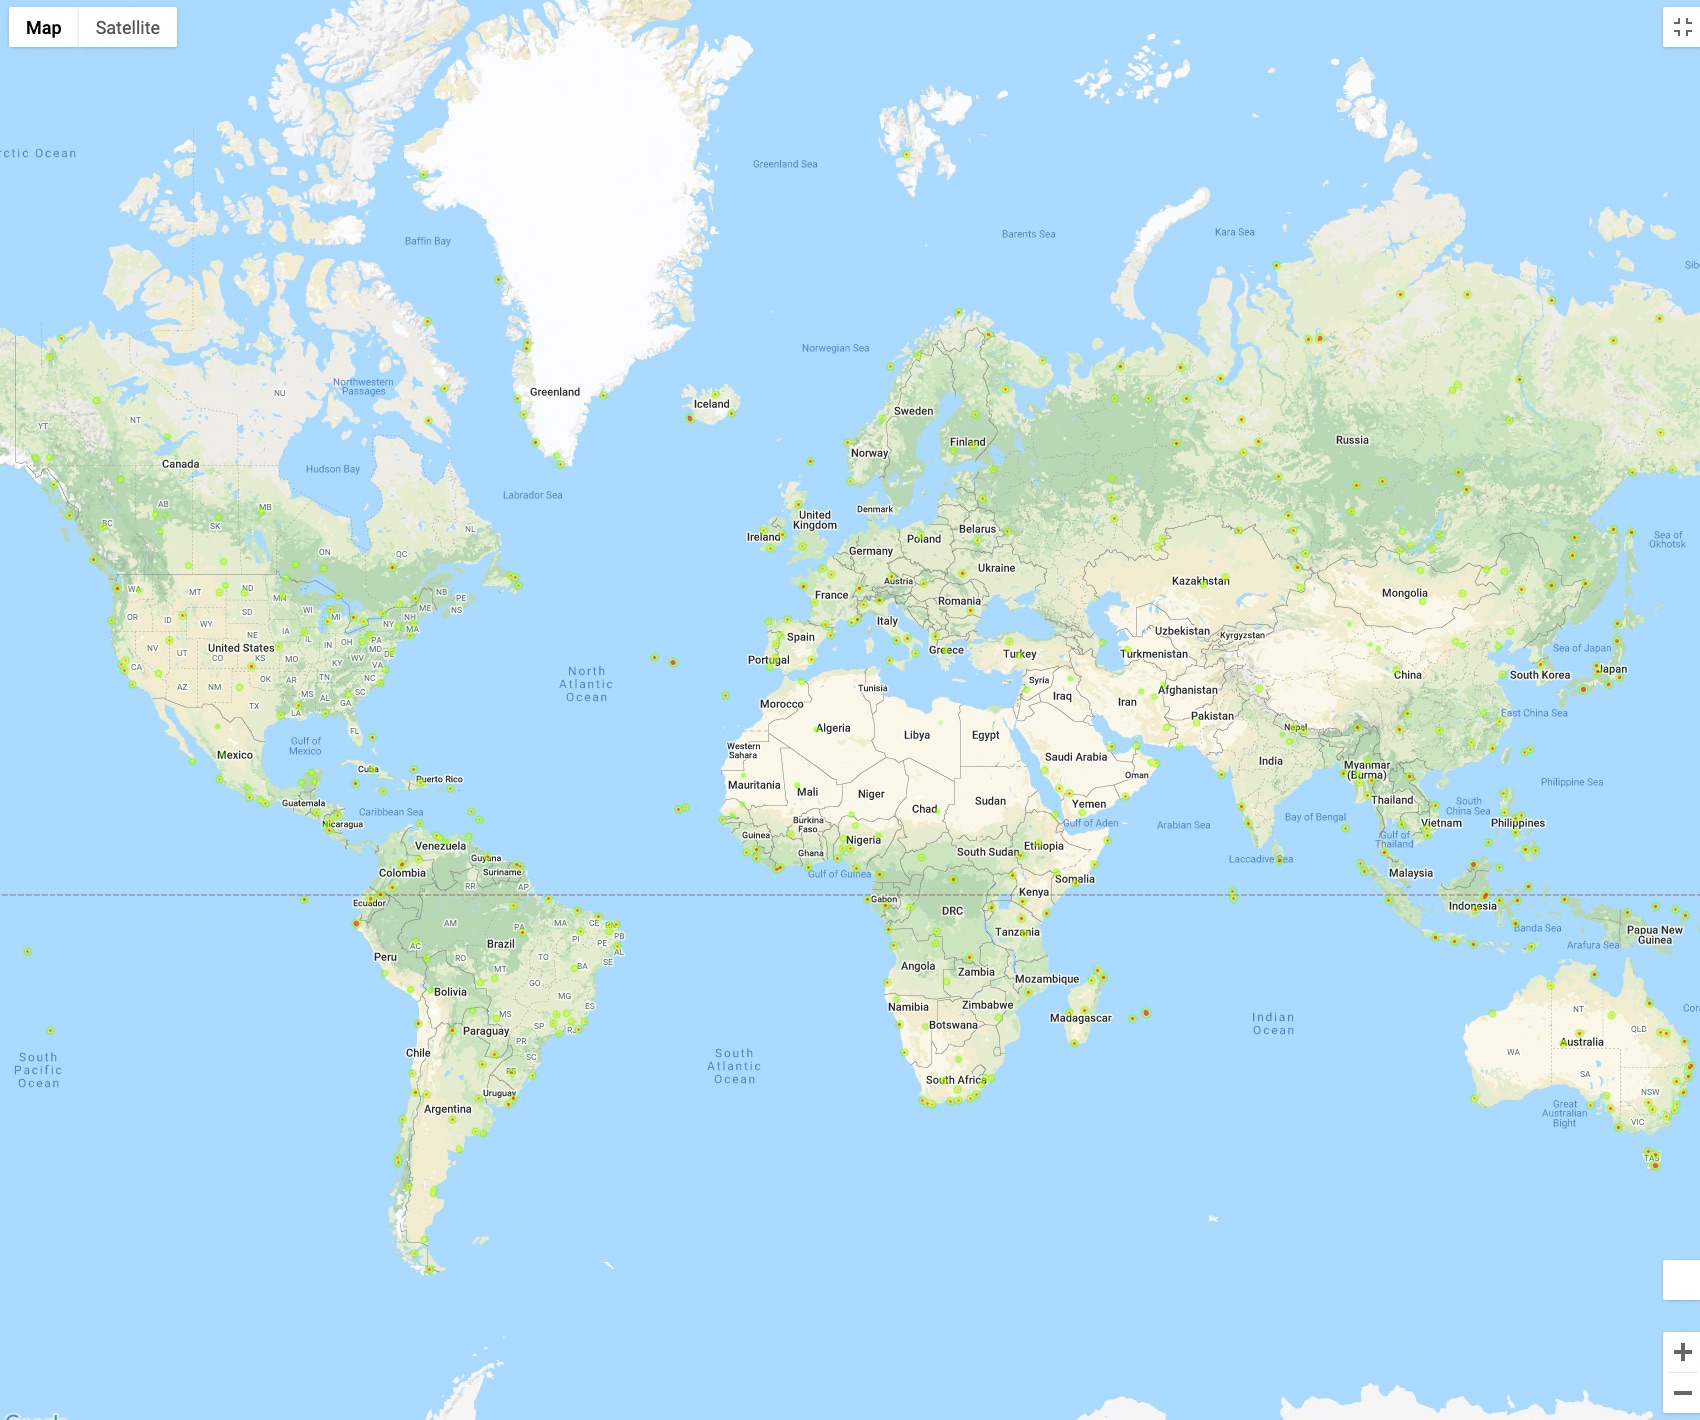 Map
Satellite
Greenland Sea
Baffin Bay
Barents Sea
Kara Sea
Norwegian Sea
Northwestern
Passages
NU
Greenland
Iceland
Sweden
NT
YT
Finland
Russia
Norway
Canada
Hudson Bay
Labrador Sea
AB
BC
SK
MB
NL
United
Kingdom
Denmark
Ireland
Belarus
Poland
Sea of
Okhotsk
ON
QC
Germany
Ukraine
Austria
Kazakhstan
Mongolia
France
Romania
WA
MT
ND
MN
NB
PE
NS
ME
OR
ID
WY
SD
WI
MI
NH
NY
MA
Italy
Uzbekistan
Kyrgyzstan
NV
UT
CO
NE
IA
United States
KS
MO
IL
IN
OH
PA
MD
DE
WV
KY
VA
Spain
Portugal
Greece
Turkey
Turkmenistan
Sea of Japan
South Korea
Japan
China
CA
AZ
NM
OK
AR
TN
NC
SC
MS
AL
GA
TX
LA
FL
North
Atlantic
Ocean
Morocco
Tunisia
Syria
Iraq
Iran
Afghanistan
Pakistan
Nepal
East China Sea
Algeria
Libya
Egypt
Western
Sahara
Gulf of
Mexico
Mexico
Cuba
Puerto Rico
Saudi Arabia
Oman
India
Myanmar
(Burma)
Philippine Sea
Mauritania
Mali
Niger
Chad
Sudan
Yemen
Thailand
South
China Sea
Guatemala
Caribbean Sea
Nicaragua
Burkina
Faso
Guinea
Ghana
Nigeria
Gulf of Aden
Arabian Sea
Bay of Bengal
Vietnam
Philippines
Gulf of
Thailand
Venezuela
Guyana
Suriname
Colombia
South Sudan
Ethiopia
Laccadive Sea
Gulf of Guinea
Somalia
Malaysia
RR
AP
Ecuador
Gabon
Kenya
DRC
Indonesia
AM
PA
MA
CE
RN
PB
PI
PE
AL
SE
Tanzania
Banda Sea
Papua New
Guinea
Arafura Sea
Peru
AC
Brazil
RO
TO
MT
BA
GO
Angola
Zambia
Mozambique
Bolivia
MG
ES
MS
SP
RJ
Namibia
Zimbabwe
Botswana
Madagascar
Indian
Ocean
NT
QLD
WA
Australia
SA
NSW
VIC
TAS
Great
Australian
Bight
Paraguay
PR
SC
RS
Chile
Uruguay
Argentina
South
Pacific
Ocean
South
Atlantic
Ocean
South Africa